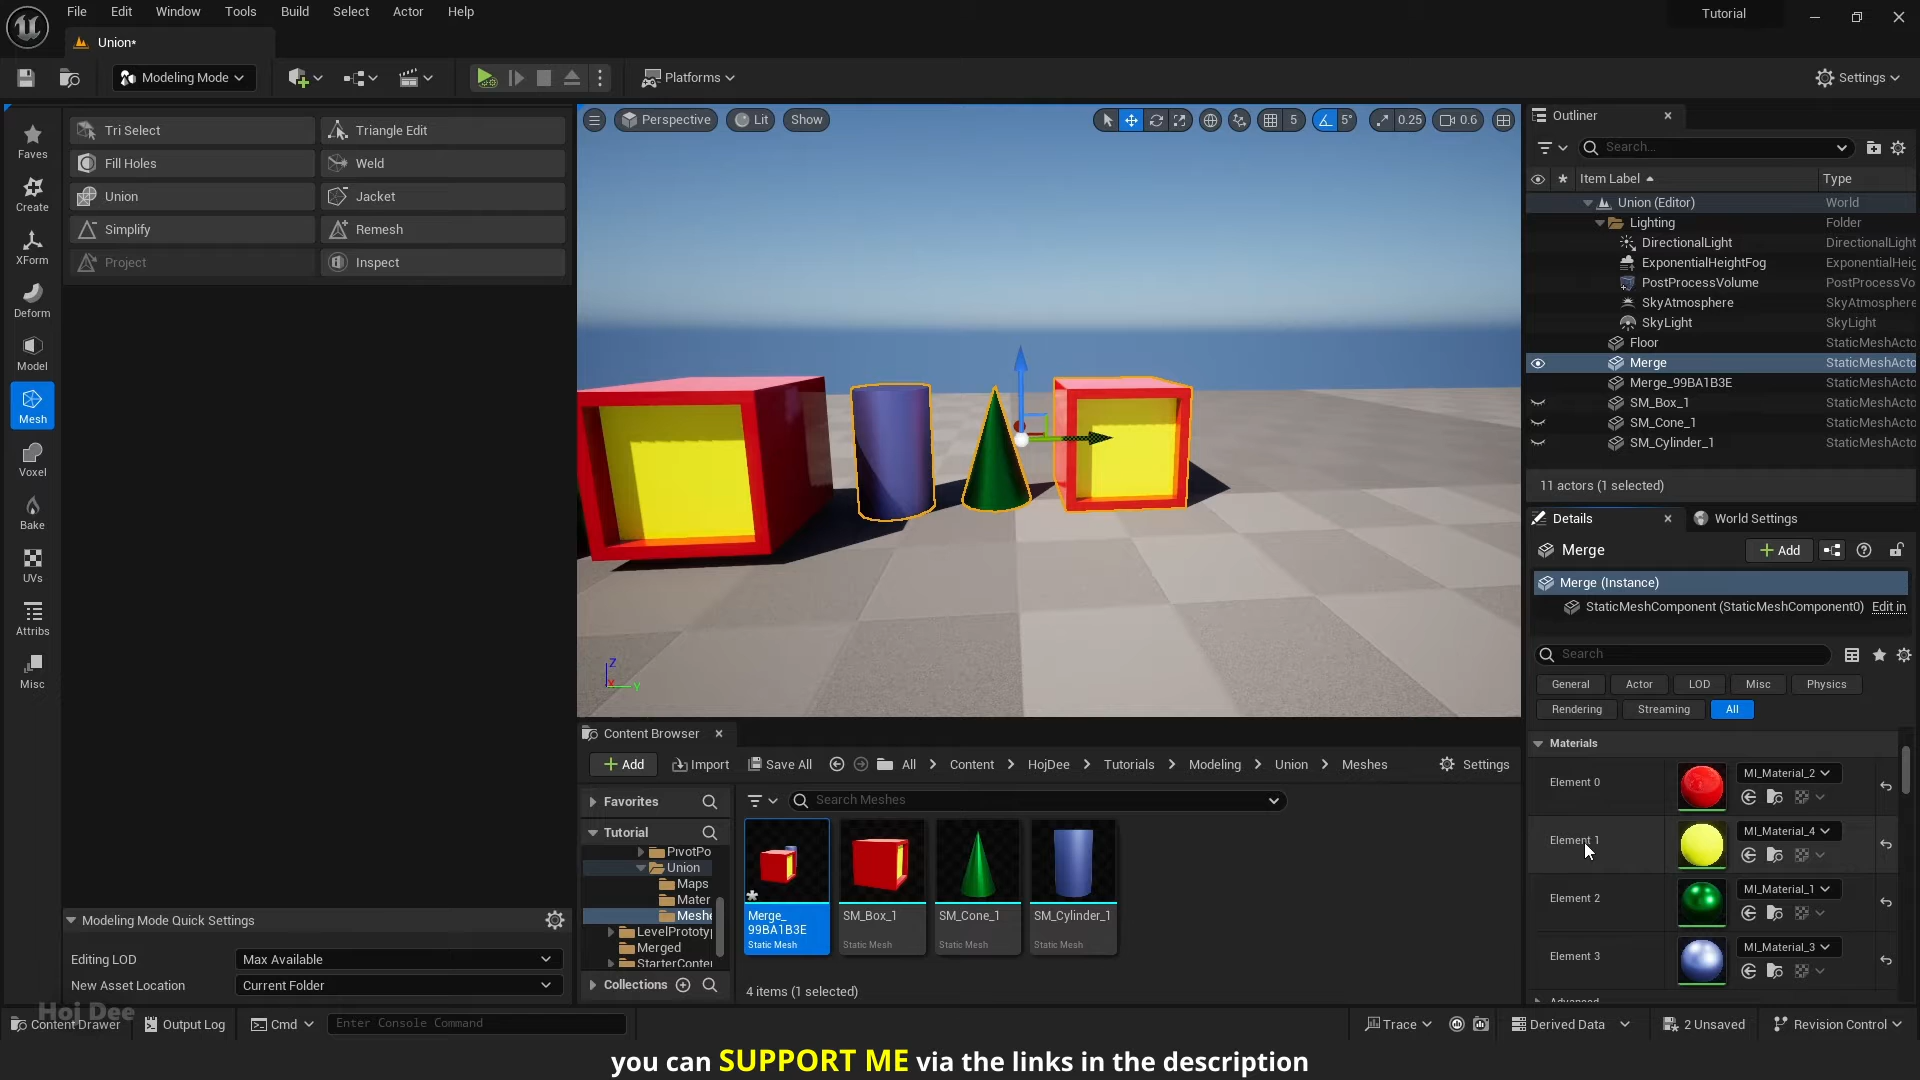 File Edit Window Tools Build Select Actor Help
Tutorial
Union*
Modeling Mode
Platforms
Settings
Faves
Create
XForm
Deform
Model
Mesh
Voxel
Bake
UVs
Attribs
Misc
Tri Select Triangle Edit
Fill Holes Weld
Union Jacket
Simplify Remesh
Project Inspect
Modeling Mode Quick Settings
Editing LOD Max Available
New Asset Location Current Folder
Perspective Lit Show
5 5° 0.25 0.6
Z
X
Y
Content Browser
Add Import Save All All > Content > HojDee > Tutorials > Modeling > Union > Meshes Settings
Favorites
Search Meshes
Tutorial
PivotPo
Union
Maps
Mater
Meshe
LevelPrototyp
Merged
StarterConte
Collections
Merge_
99BA1B3E
Static Mesh
SM_Box_1
Static Mesh
SM_Cone_1
Static Mesh
SM_Cylinder_1
Static Mesh
4 items (1 selected)
Outliner
Search...
Item Label Type
Union (Editor) World
Lighting Folder
DirectionalLight DirectionalLight
ExponentialHeightFog ExponentialHeig
PostProcessVolume PostProcessVo
SkyAtmosphere SkyAtmosphere
SkyLight SkyLight
Floor StaticMeshActo
Merge StaticMeshActo
Merge_99BA1B3E StaticMeshActo
SM_Box_1 StaticMeshActo
SM_Cone_1 StaticMeshActo
SM_Cylinder_1 StaticMeshActo
11 actors (1 selected)
Details World Settings
Merge Add
Merge (Instance)
StaticMeshComponent (StaticMeshComponent0) Edit in
Search
General Actor LOD Misc Physics
Rendering Streaming All
Materials
Element 0 MI_Material_2
Element 1 MI_Material_4
Element 2 MI_Material_1
Element 3 MI_Material_3
Advanced
Hoj Dee
Content Drawer Output Log Cmd Enter Console Command Trace Derived Data 2 Unsaved Revision Control
you can SUPPORT ME via the links in the description